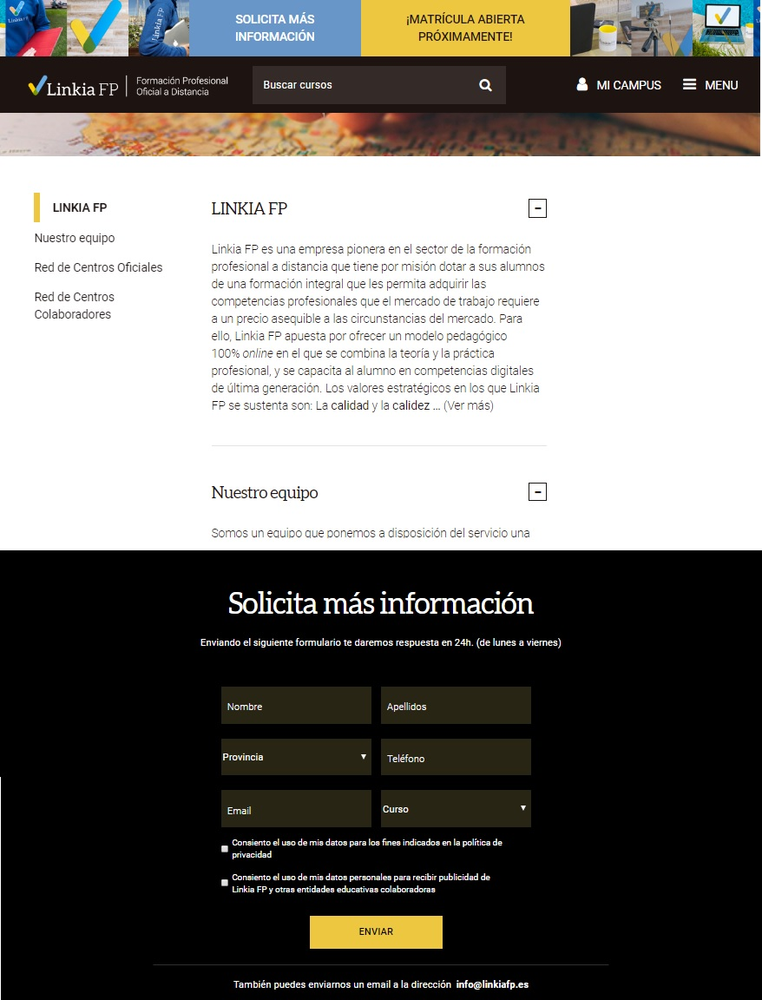 SOLICITA MÁS
INFORMACIÓN
¡MATRÍCULA ABIERTA
PRÓXIMAMENTE!
Linkia FP
Linkia FP
Linkia FP
Formación Profesional
Oficial a Distancia
Buscar cursos
MI CAMPUS
MENU
LINKIA FP
Nuestro equipo
Red de Centros Oficiales
Red de Centros
Colaboradores
LINKIA FP
Linkia FP es una empresa pionera en el sector de la formación
profesional a distancia que tiene por misión dotar a sus alumnos
de una formación integral que les permita adquirir las
competencias profesionales que el mercado de trabajo requiere
a un precio asequible a las circunstancias del mercado. Para
ello, Linkia FP apuesta por ofrecer un modelo pedagógico
100% online en el que se combina la teoría y la práctica
profesional, y se capacita al alumno en competencias digitales
de última generación. Los valores estratégicos en los que Linkia
FP se sustenta son: La calidad y la calidez ... (Ver más)
Nuestro equipo
Somos un equipo que ponemos a disposición del servicio una
Solicita más información
Enviando el siguiente formulario te daremos respuesta en 24h. (de lunes a viernes)
Nombre
Apellidos
Provincia
Teléfono
Email
Curso
Consiento el uso de mis datos para los fines indicados en la política de
privacidad
Consiento el uso de mis datos personales para recibir publicidad de
Linkia FP y otras entidades educativas colaboradoras
ENVIAR
También puedes enviarnos un email a la dirección info@linkiafp.es